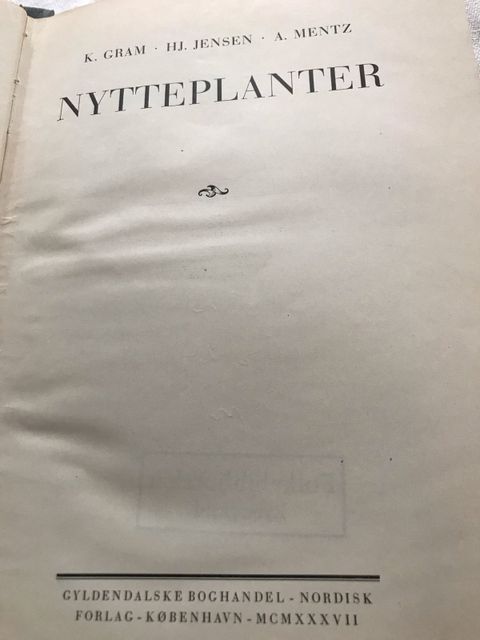 K. GRAM · HJ. JENSEN · A. MENTZ
NYTTEPLANTER
GYLDENDALSKE BOGHANDEL - NORDISK
FORLAG - KØBENHAVN - MCMXXXVII